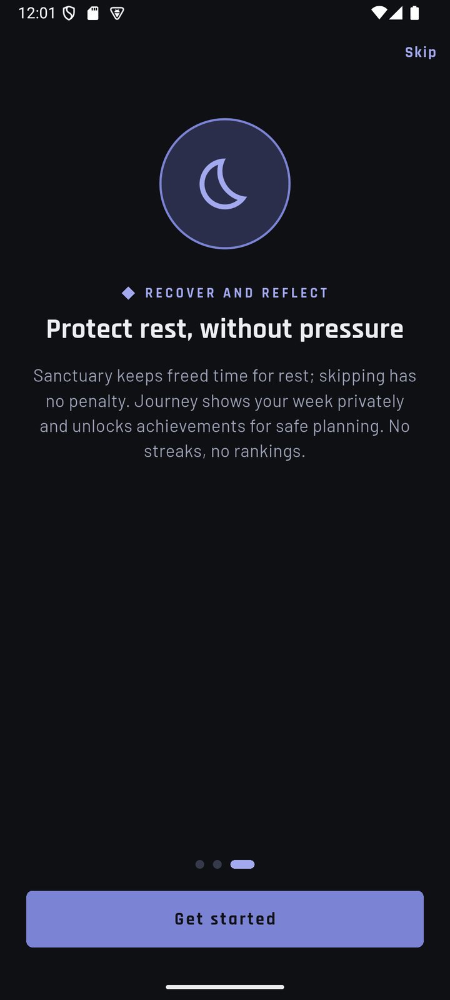 12:01
Skip
RECOVER AND REFLECT
Protect rest, without pressure
Sanctuary keeps freed time for rest; skipping has
no penalty. Journey shows your week privately
and unlocks achievements for safe planning. No
streaks, no rankings.
Get started